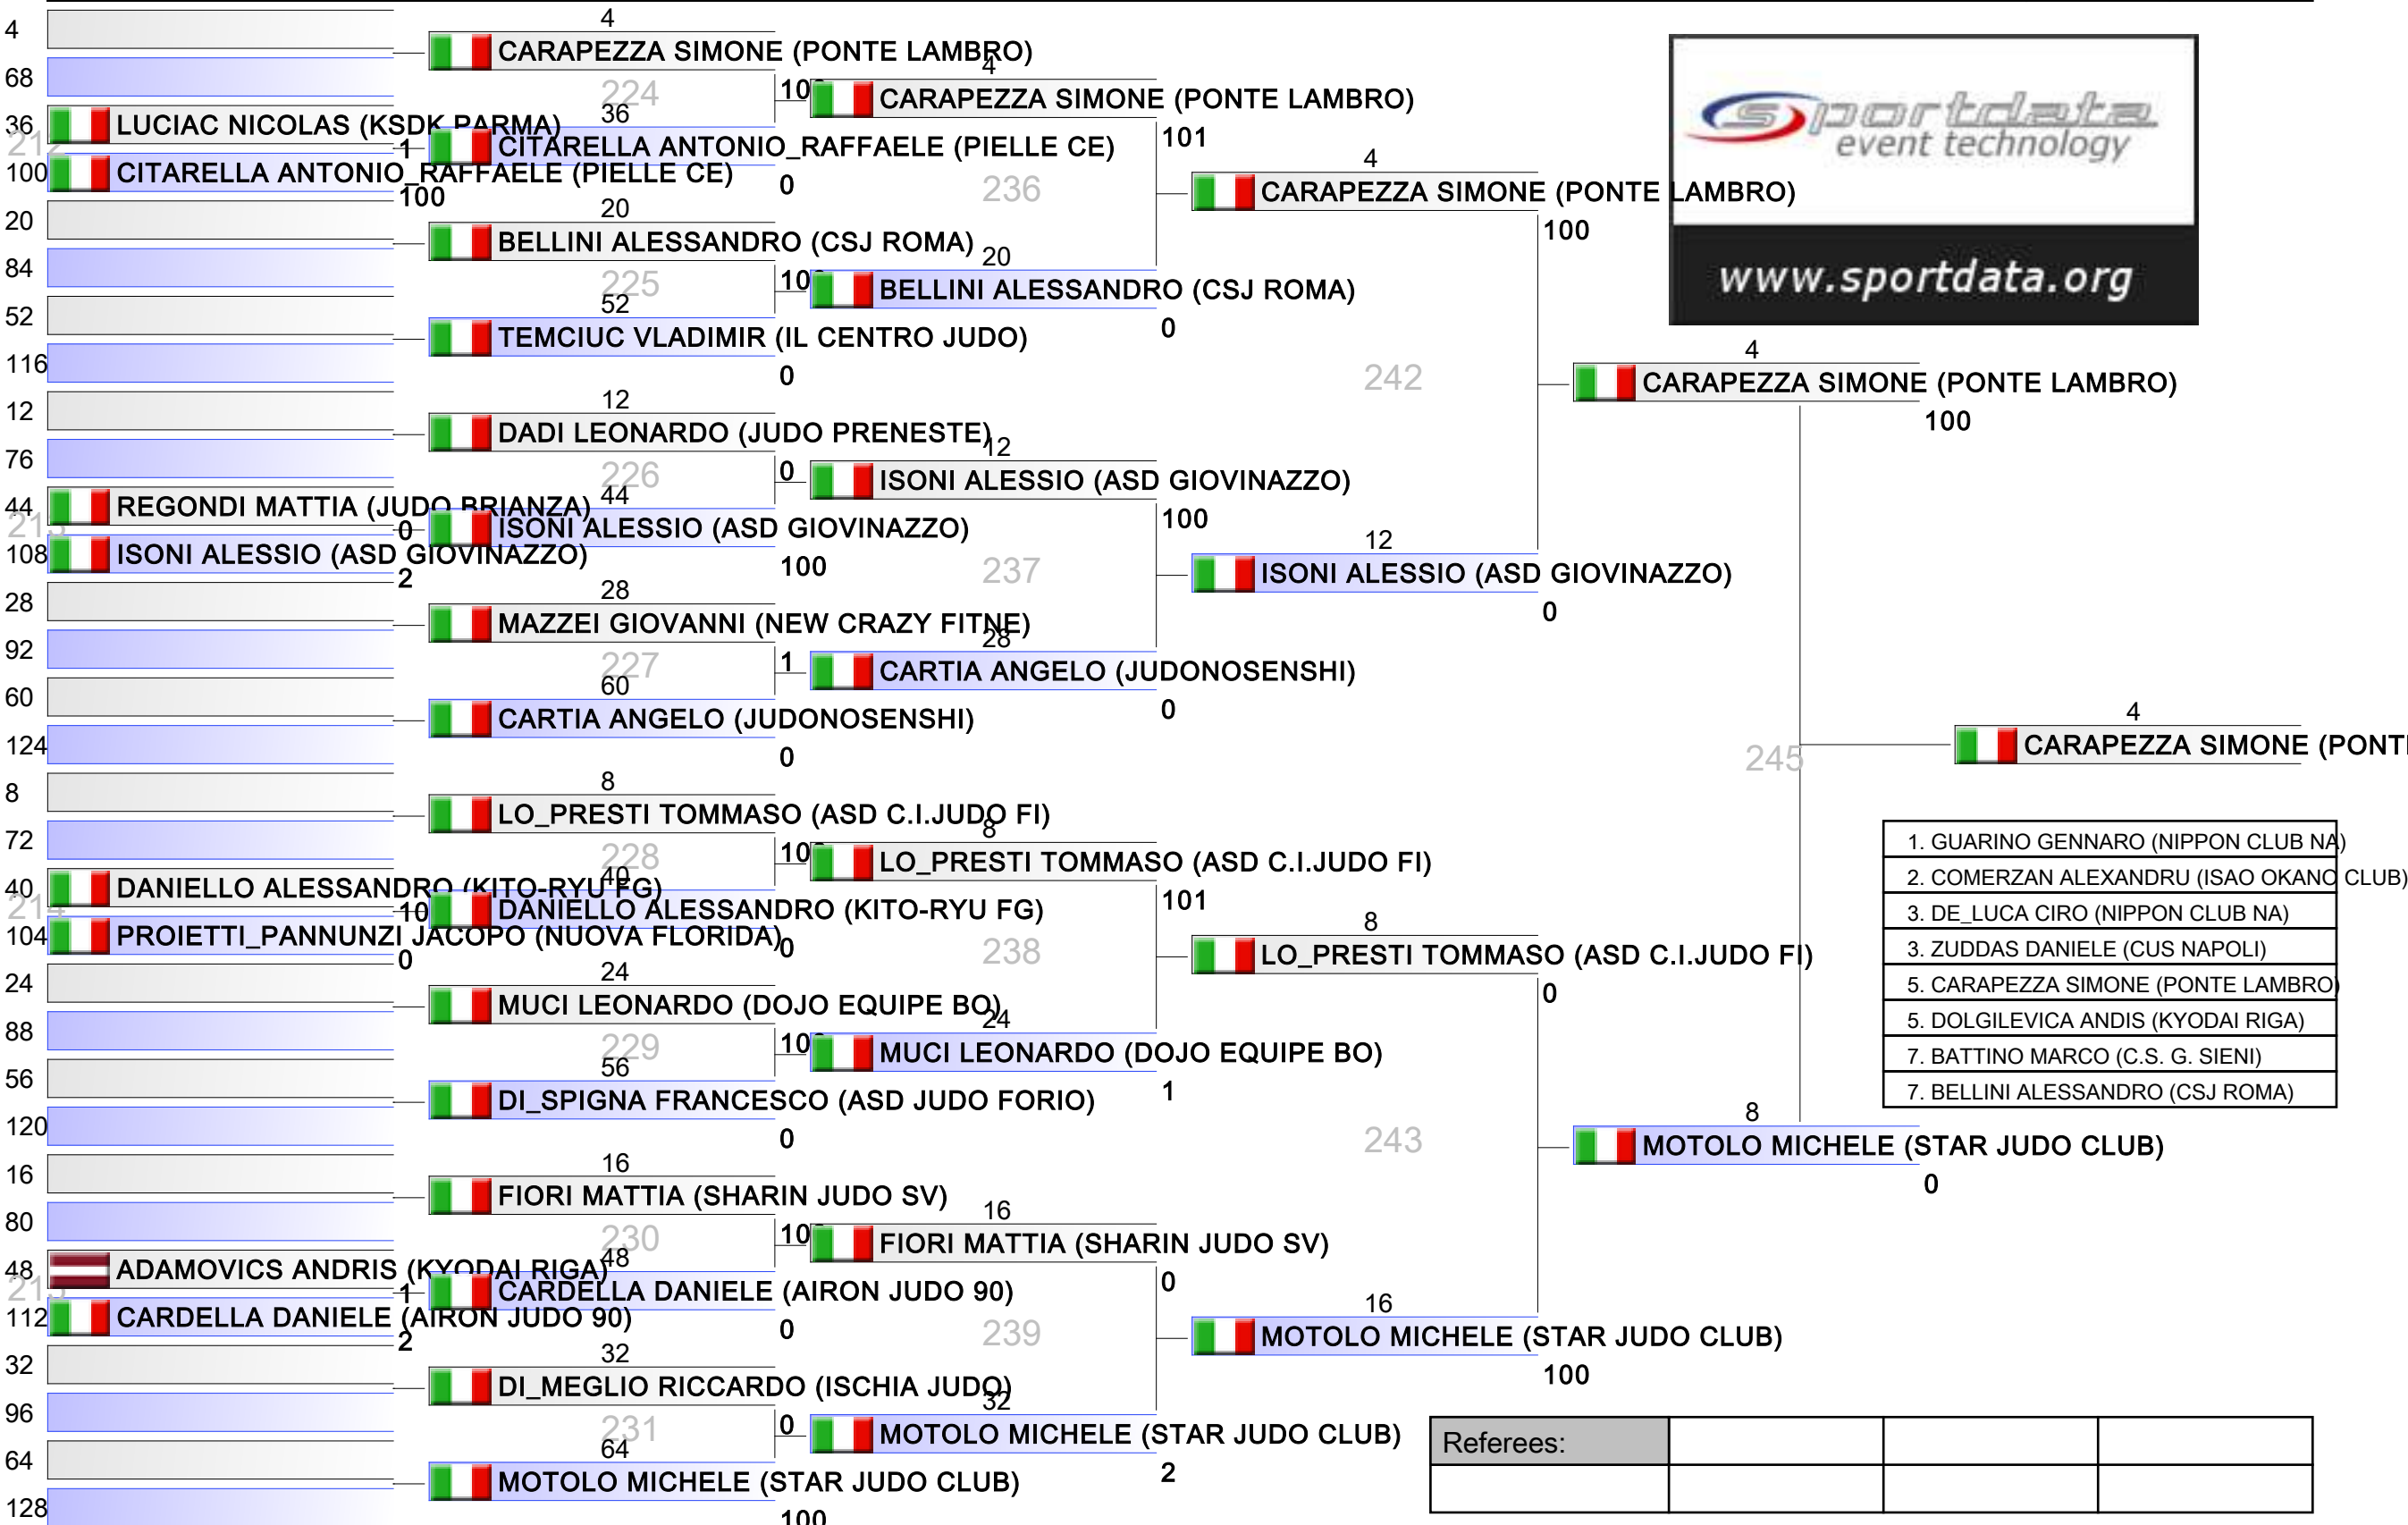 4
68
36
LUCIAC NICOLAS (KSDK PARMA)
1
100
CITARELLA ANTONIO_RAFFAELE (PIELLE CE)
100
20
84
52
116
12
76
44
REGONDI MATTIA (JUDO BRIANZA)
0
108
ISONI ALESSIO (ASD GIOVINAZZO)
2
28
92
60
124
8
72
40
DANIELLO ALESSANDRO (KITO-RYU FG)
214
104
PROIETTI_PANNUNZI JACOPO (NUOVA FLORIDA)
0
24
88
56
120
16
80
48
ADAMOVICS ANDRIS (KYODAI RIGA)
1
112
CARDELLA DANIELE (AIRON JUDO 90)
2
32
96
64
128
4
CARAPEZZA SIMONE (PONTE LAMBRO)
224
36
CITARELLA ANTONIO_RAFFAELE (PIELLE CE)
0
20
BELLINI ALESSANDRO (CSJ ROMA)
225
52
TEMCIUC VLADIMIR (IL CENTRO JUDO)
0
12
DADI LEONARDO (JUDO PRENESTE)
0
226
44
ISONI ALESSIO (ASD GIOVINAZZO)
100
28
MAZZEI GIOVANNI (NEW CRAZY FITNE)
1
227
60
CARTIA ANGELO (JUDONOSENSHI)
0
8
LO_PRESTI TOMMASO (ASD C.I.JUDO FI)
228
40
DANIELLO ALESSANDRO (KITO-RYU FG)
0
24
MUCI LEONARDO (DOJO EQUIPE BO)
229
56
DI_SPIGNA FRANCESCO (ASD JUDO FORIO)
0
16
FIORI MATTIA (SHARIN JUDO SV)
230
48
CARDELLA DANIELE (AIRON JUDO 90)
0
32
DI_MEGLIO RICCARDO (ISCHIA JUDO)
0
231
64
MOTOLO MICHELE (STAR JUDO CLUB)
100
4
CARAPEZZA SIMONE (PONTE LAMBRO)
101
236
20
BELLINI ALESSANDRO (CSJ ROMA)
0
12
ISONI ALESSIO (ASD GIOVINAZZO)
100
237
28
CARTIA ANGELO (JUDONOSENSHI)
0
8
LO_PRESTI TOMMASO (ASD C.I.JUDO FI)
101
238
24
MUCI LEONARDO (DOJO EQUIPE BO)
1
16
FIORI MATTIA (SHARIN JUDO SV)
0
239
32
MOTOLO MICHELE (STAR JUDO CLUB)
2
4
CARAPEZZA SIMONE (PONTE LAMBRO)
100
242
12
ISONI ALESSIO (ASD GIOVINAZZO)
0
8
LO_PRESTI TOMMASO (ASD C.I.JUDO FI)
0
243
16
MOTOLO MICHELE (STAR JUDO CLUB)
100
sportdata
event technology
www.sportdata.org
4
CARAPEZZA SIMONE (PONTE LAMBRO)
100
245
8
MOTOLO MICHELE (STAR JUDO CLUB)
0
4
CARAPEZZA SIMONE
1. GUARINO GENNARO (NIPPON CLUB NA)
2. COMERZAN ALEXANDRU (ISAO OKANO CLUB)
3. DE_LUCA CIRO (NIPPON CLUB NA)
3. ZUDDAS DANIELE (CUS NAPOLI)
5. CARAPEZZA SIMONE (PONTE LAMBRO)
5. DOLGILEVICA ANDIS (KYODAI RIGA)
7. BATTINO MARCO (C.S. G. SIENI)
7. BELLINI ALESSANDRO (CSJ ROMA)
Referees: